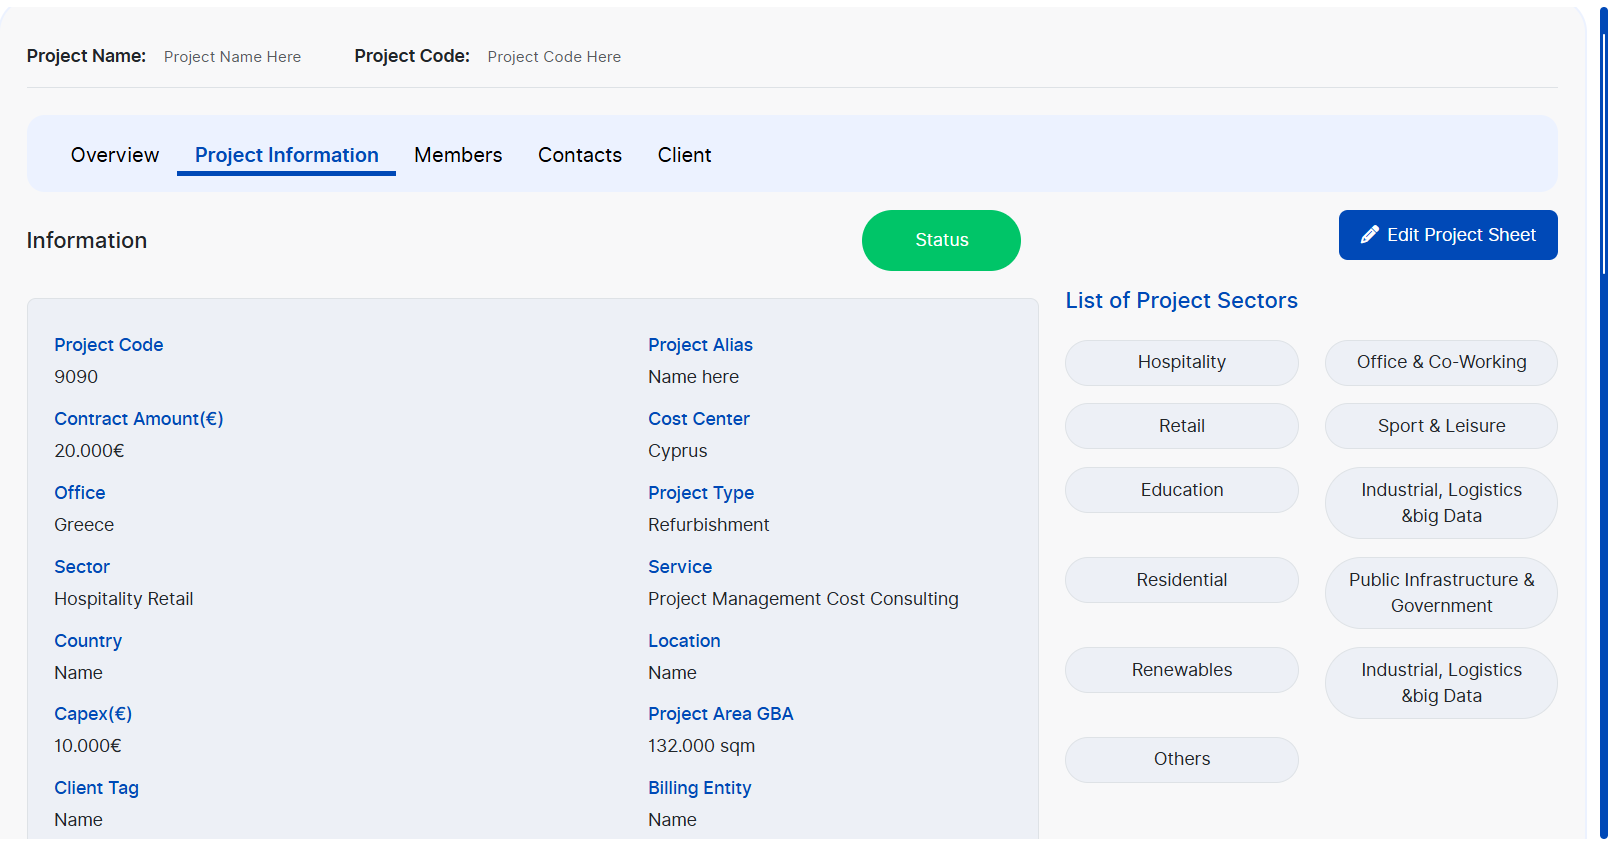 Project Name: Project Name Here Project Code: Project Code Here
Overview Project Information Members Contacts Client
Information
Status
Edit Project Sheet
Project Code
9090
Project Alias
Name here
Contract Amount(€)
20.000€
Cost Center
Cyprus
Office
Greece
Project Type
Refurbishment
Sector
Hospitality Retail
Service
Project Management Cost Consulting
Country
Name
Location
Name
Capex(€)
10.000€
Project Area GBA
132.000 sqm
Client Tag
Name
Billing Entity
Name
List of Project Sectors
Hospitality
Office & Co-Working
Retail
Sport & Leisure
Education
Industrial, Logistics
&big Data
Residential
Public Infrastructure &
Government
Renewables
Industrial, Logistics
&big Data
Others